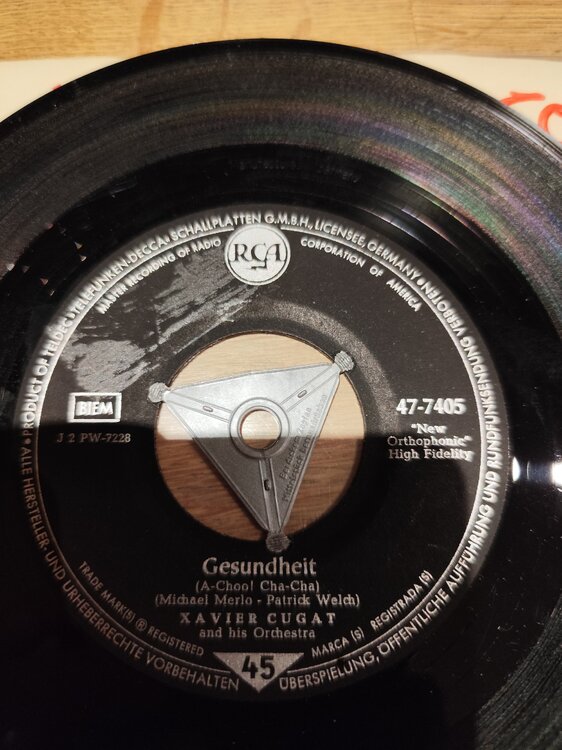 PRODUCT OF TELDEC »TELEFUNKEN-DECCA« SCHALLPLATTEN G.M.B.H., LICENSEE, GERMANY
MASTER RECORDING OF RADIO CORPORATION OF AMERICA
RCA
BIEM
J 2 PW-7228
47-7405
"New
Orthophonic"
High Fidelity
Gesundheit
(A-Choo! Cha-Cha)
(Michael Merlo - Patrick Welch)
XAVIER CUGAT
and his Orchestra
TRADE MARK(S) ® REGISTERED
MARCA (S) REGISTRADA (S)
45
ALLE HERSTELLER- UND URHEBERRECHTE VORBEHALTEN
ÜBERSPIELUNG, ÖFFENTLICHE AUFFÜHRUNG UND RUNDFUNKSENDUNG VERBOTEN